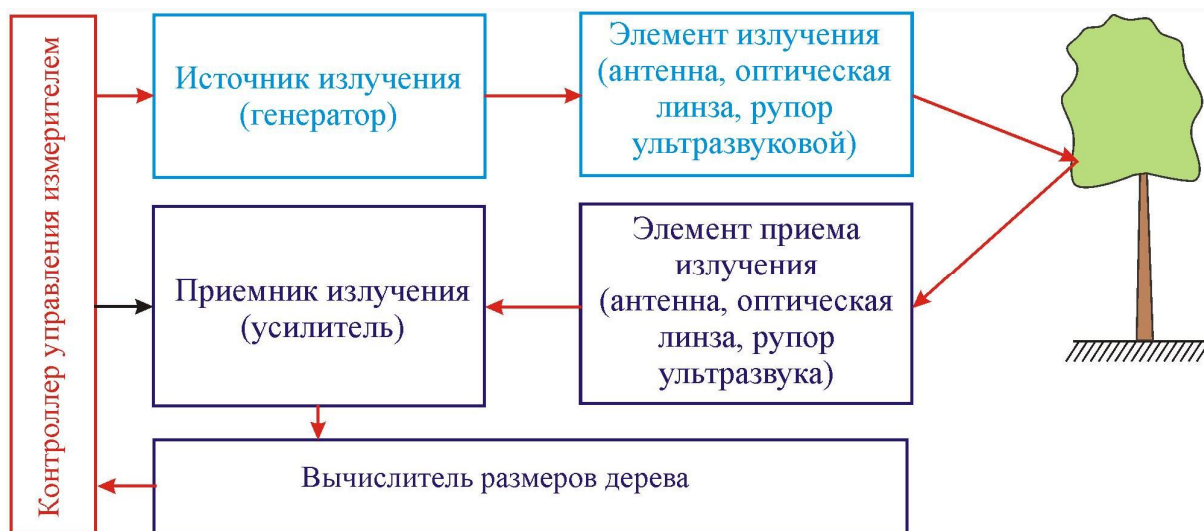 Контроллер управления измерителем
Источник излучения
(генератор)
Элемент излучения
(антенна, оптическая
линза, рупор
ультразвуковой)
Приемник излучения
(усилитель)
Элемент приема
излучения
(антенна, оптическая
линза, рупор
ультразвука)
Вычислитель размеров дерева